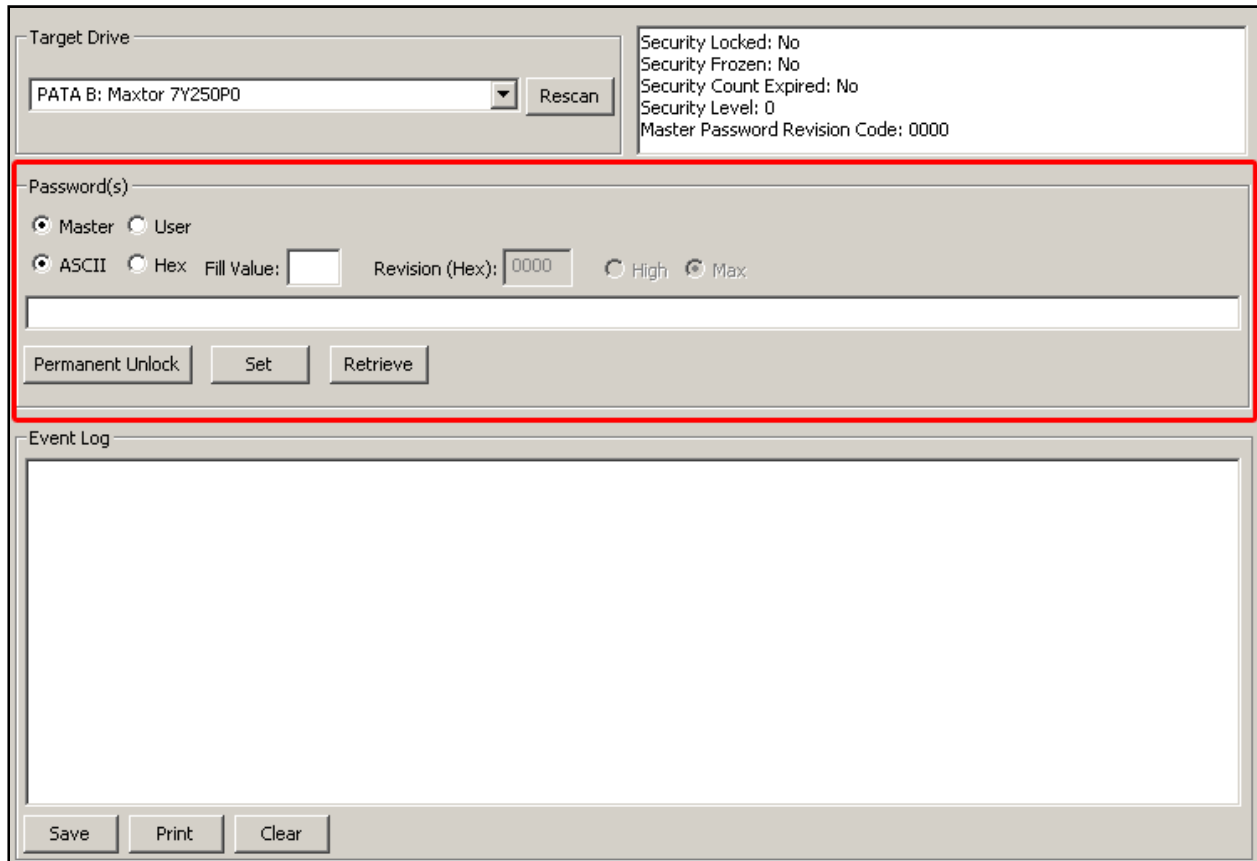 Target Drive
PATA B: Maxtor 7Y250P0
Rescan
Security Locked: No
Security Frozen: No
Security Count Expired: No
Security Level: 0
Master Password Revision Code: 0000
Password(s)
Master User
ASCII Hex Fill Value: Revision (Hex): 0000 High Max
Permanent Unlock Set Retrieve
Event Log
Save Print Clear